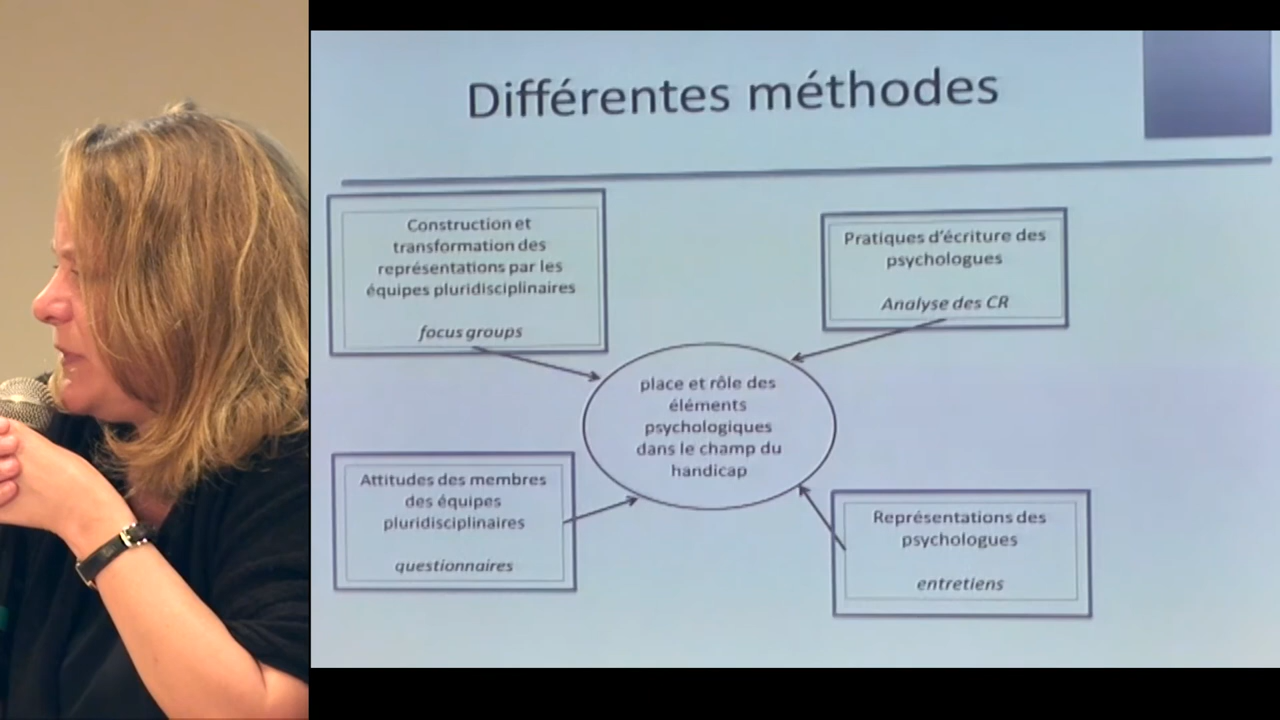 Différentes méthodes
Construction et
transformation des
représentations par les
équipes pluridisciplinaires
focus groups
Pratiques d'écriture des
psychologues
Analyse des CR
place et rôle des
éléments
psychologiques
dans le champ du
handicap
Attitudes des membres
des équipes
pluridisciplinaires
questionnaires
Représentations des
psychologues
entretiens